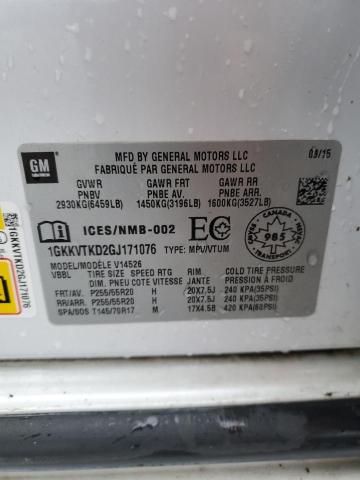 GM
09/15
MFD BY GENERAL MOTORS LLC
FABRIQUÉ PAR GENERAL MOTORS LLC
GVWR GAWR FRT GAWR RR
PNBV PNBE AV. PNBE ARR.
2930KG(6459LB) 1450KG(3196LB) 1600KG(3527LB)
ICES/NMB-002 EC
1GKKVTKD2GJ171076 TYPE: MPV/VTUM
MODEL/MODÈLE V14526
VBBL TIRE SIZE SPEED RTG RIM COLD TIRE PRESSURE
DIM. PNEU COTE VITESSE JANTE PRESSION À FROID
FRT/AV. P255/55R20 H 20X7.5J 240 KPA(35PSI)
RR/ARR. P255/55R20 H 20X7.5J 240 KPA(35PSI)
SPA/SOS T145/70R17 M 17X4.5B 420 KPA(60PSI)
CANADA
985
TRANSPORT
1GKKVTKD2GJ171076